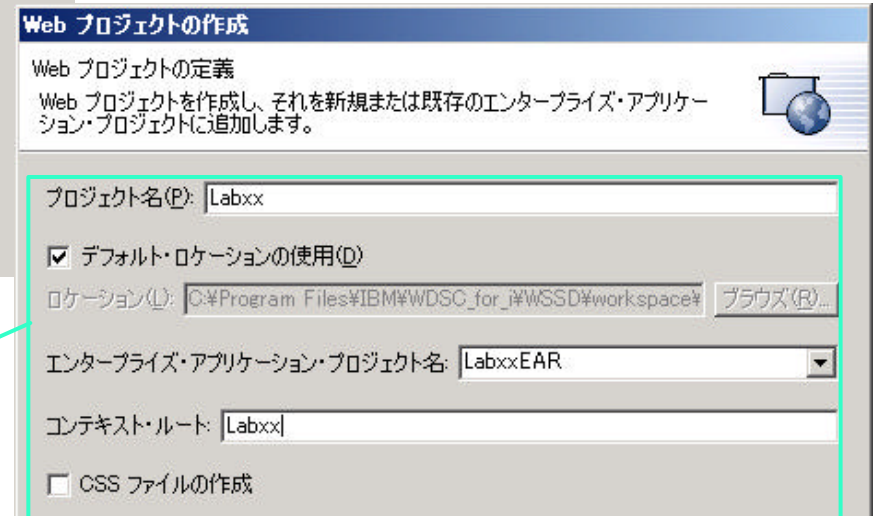 Web プロジェクトの作成
Web プロジェクトの定義
Web プロジェクトを作成し、それを新規または既存のエンタープライズ・アプリケー
ション・プロジェクトに追加します。
プロジェクト名(P): Labxx
デフォルト・ロケーションの使用(D)
ロケーション(L): C:¥Program Files¥IBM¥WDSC_for_i¥WSSD¥workspace¥ ブラウズ(R)...
エンタープライズ・アプリケーション・プロジェクト名: LabxxEAR
コンテキスト・ルート: Labxx
CSS ファイルの作成